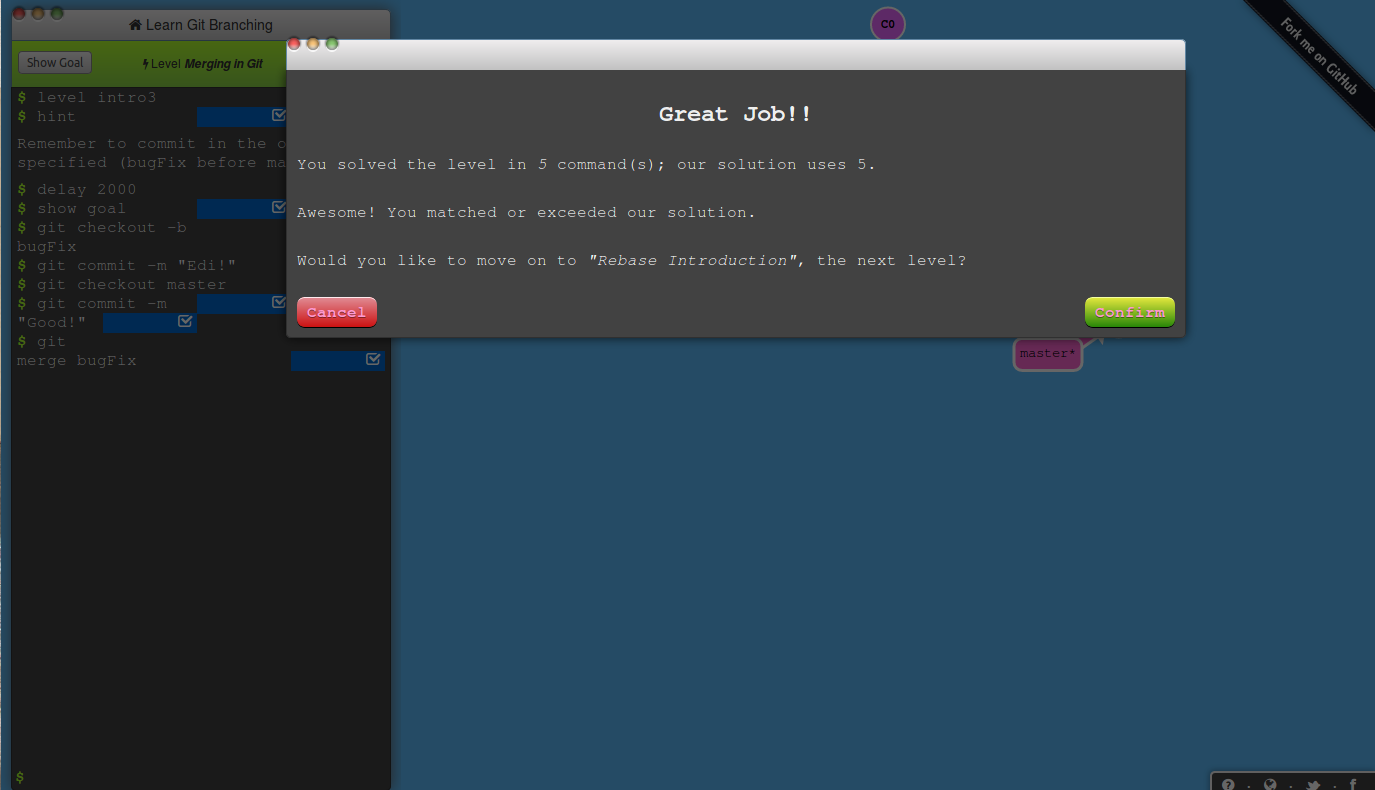 Learn Git Branching
Show Goal
Level Merging in Git
$ level intro3
$ hint
Remember to commit in the o
specified (bugFix before ma
$ delay 2000
$ show goal
$ git checkout -b
bugFix
$ git commit -m "Edi!"
$ git checkout master
$ git commit -m
"Good!"
$ git
merge bugFix
$
C0
Fork me on GitHub
Great Job!!
You solved the level in 5 command(s); our solution uses 5.
Awesome! You matched or exceeded our solution.
Would you like to move on to "Rebase Introduction", the next level?
Cancel
Confirm
master*